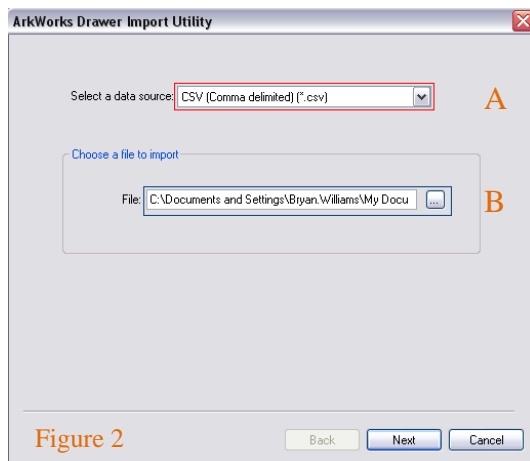 ArkWorks Drawer Import Utility
Select a data source: CSV (Comma delimited) (*.csv) A
Choose a file to import
File: C:\Documents and Settings\Bryan.Williams\My Docu ... B
Figure 2 Back Next Cancel